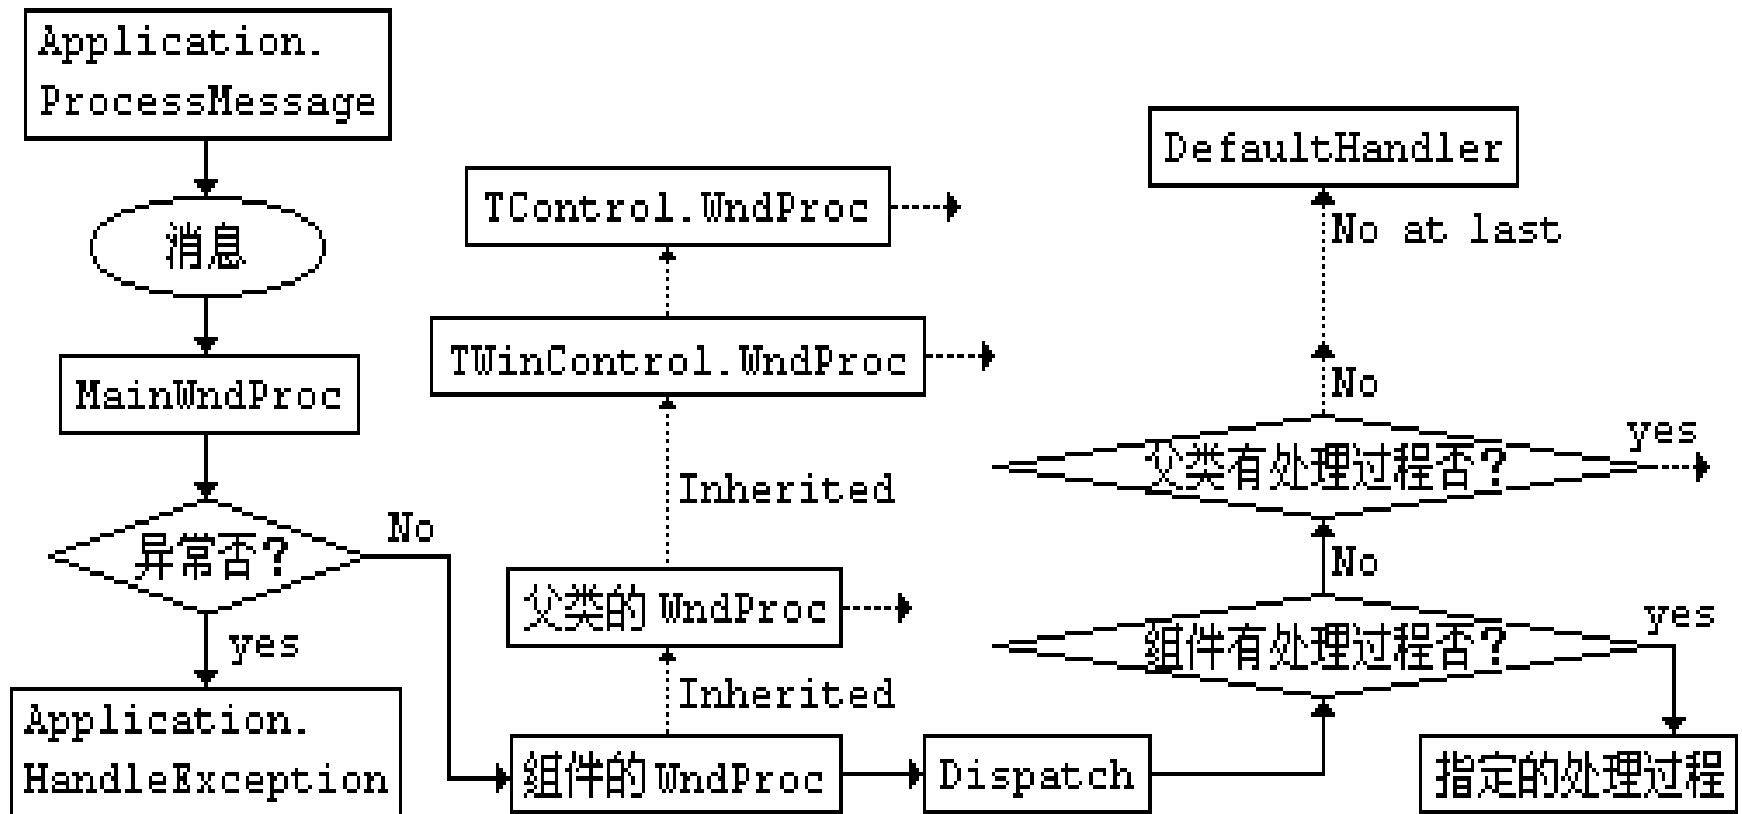 Application.
ProcessMessage
消息
MainWndProc
异常否?
No
yes
Application.
HandleException
TControl.WndProc
TWinControl.WndProc
Inherited
父类的 WndProc
Inherited
组件的 WndProc
Dispatch
DefaultHandler
No at last
No
父类有处理过程否?
yes
No
组件有处理过程否?
yes
指定的处理过程